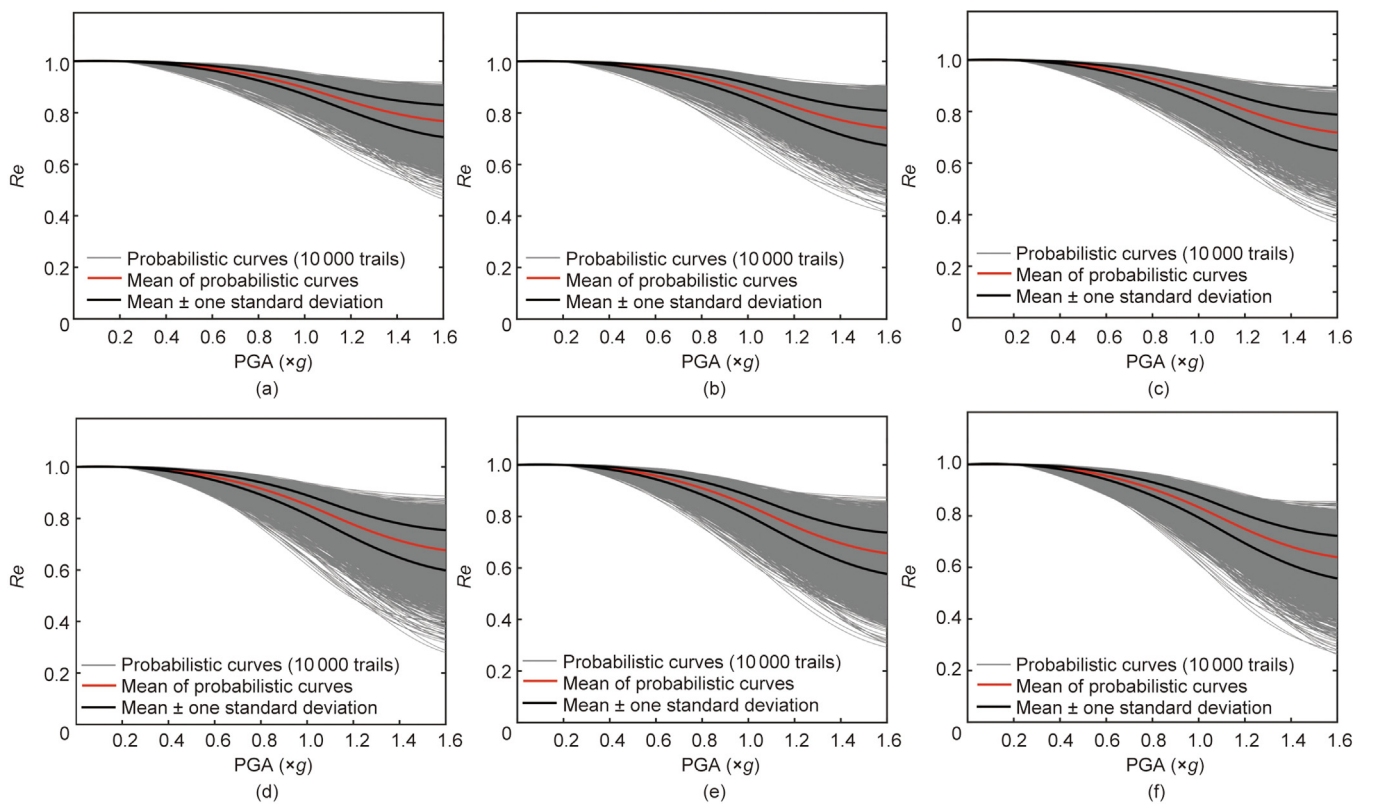 1.0
0.8
0.6
0.4
0.2
0
Re
Probabilistic curves (10 000 trails)
Mean of probabilistic curves
Mean ± one standard deviation
0.2 0.4 0.6 0.8 1.0 1.2 1.4 1.6
PGA (×g)
(a)
1.0
0.8
0.6
0.4
0.2
0
Re
Probabilistic curves (10 000 trails)
Mean of probabilistic curves
Mean ± one standard deviation
0.2 0.4 0.6 0.8 1.0 1.2 1.4 1.6
PGA (×g)
(b)
1.0
0.8
0.6
0.4
0.2
0
Re
Probabilistic curves (10 000 trails)
Mean of probabilistic curves
Mean ± one standard deviation
0.2 0.4 0.6 0.8 1.0 1.2 1.4 1.6
PGA (×g)
(c)
1.0
0.8
0.6
0.4
0.2
0
Re
Probabilistic curves (10 000 trails)
Mean of probabilistic curves
Mean ± one standard deviation
0.2 0.4 0.6 0.8 1.0 1.2 1.4 1.6
PGA (×g)
(d)
1.0
0.8
0.6
0.4
0.2
0
Re
Probabilistic curves (10 000 trails)
Mean of probabilistic curves
Mean ± one standard deviation
0.2 0.4 0.6 0.8 1.0 1.2 1.4 1.6
PGA (×g)
(e)
1.0
0.8
0.6
0.4
0.2
0
Re
Probabilistic curves (10 000 trails)
Mean of probabilistic curves
Mean ± one standard deviation
0.2 0.4 0.6 0.8 1.0 1.2 1.4 1.6
PGA (×g)
(f)